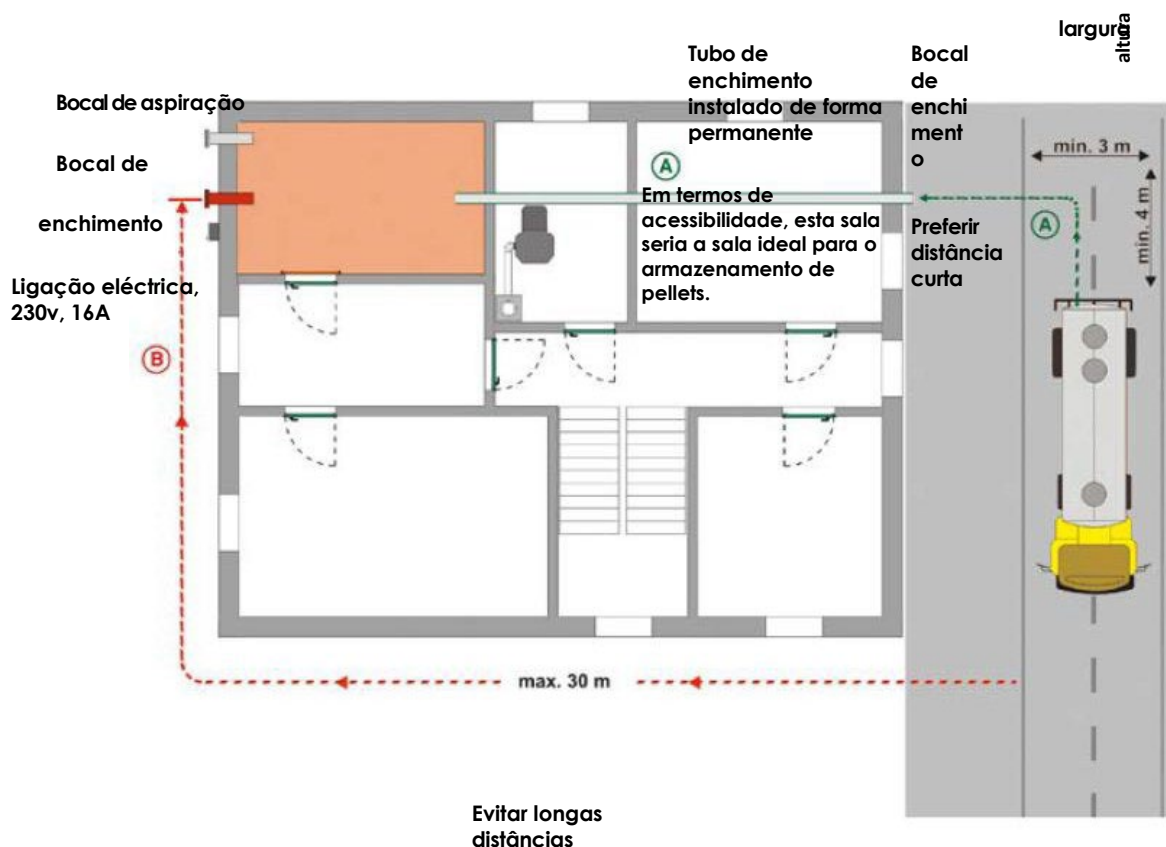 largura
altura
Tubo de
enchimento
instalado de forma
permanente
Bocal
de
enchi
ment
o
Bocal de aspiração
Bocal de
enchimento
Ligação eléctrica,
230v, 16A
A
Em termos de
acessibilidade, esta sala
seria a sala ideal para o
armazenamento de
pellets.
min. 3 m
min. 4 m
A
Preferir
distância
curta
B
max. 30 m
Evitar longas
distâncias